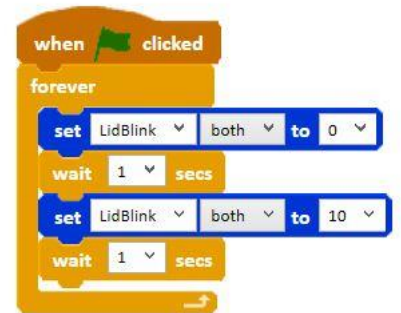 when clicked
forever
set LidBlink both to 0
wait 1 secs
set LidBlink both to 10
wait 1 secs